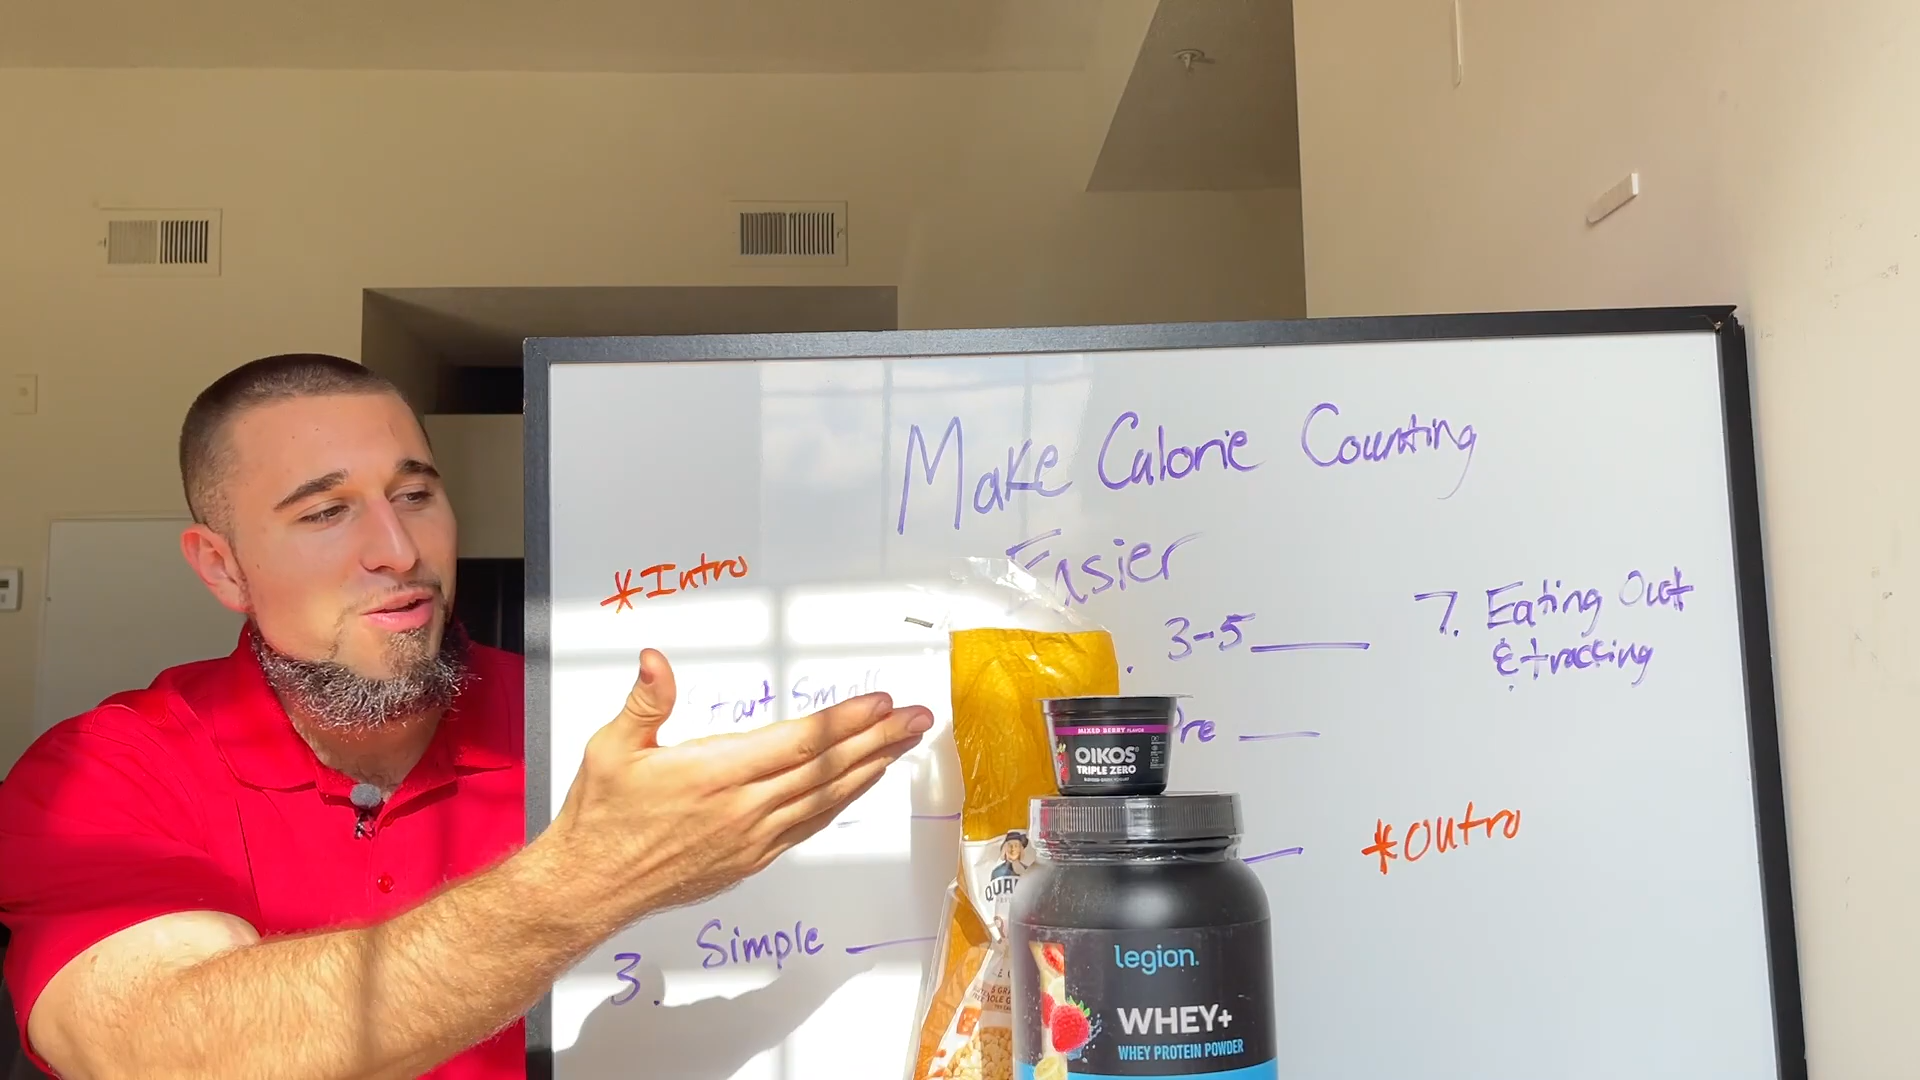 Make Calorie Counting
Easier
*Intro
Start Small
3. Simple
3-5
Pre
7. Eating Out
& tracking
*Outro
MIXED BERRY FLAVOR
OIKOS
TRIPLE ZERO
legion.
WHEY+
WHEY PROTEIN POWDER